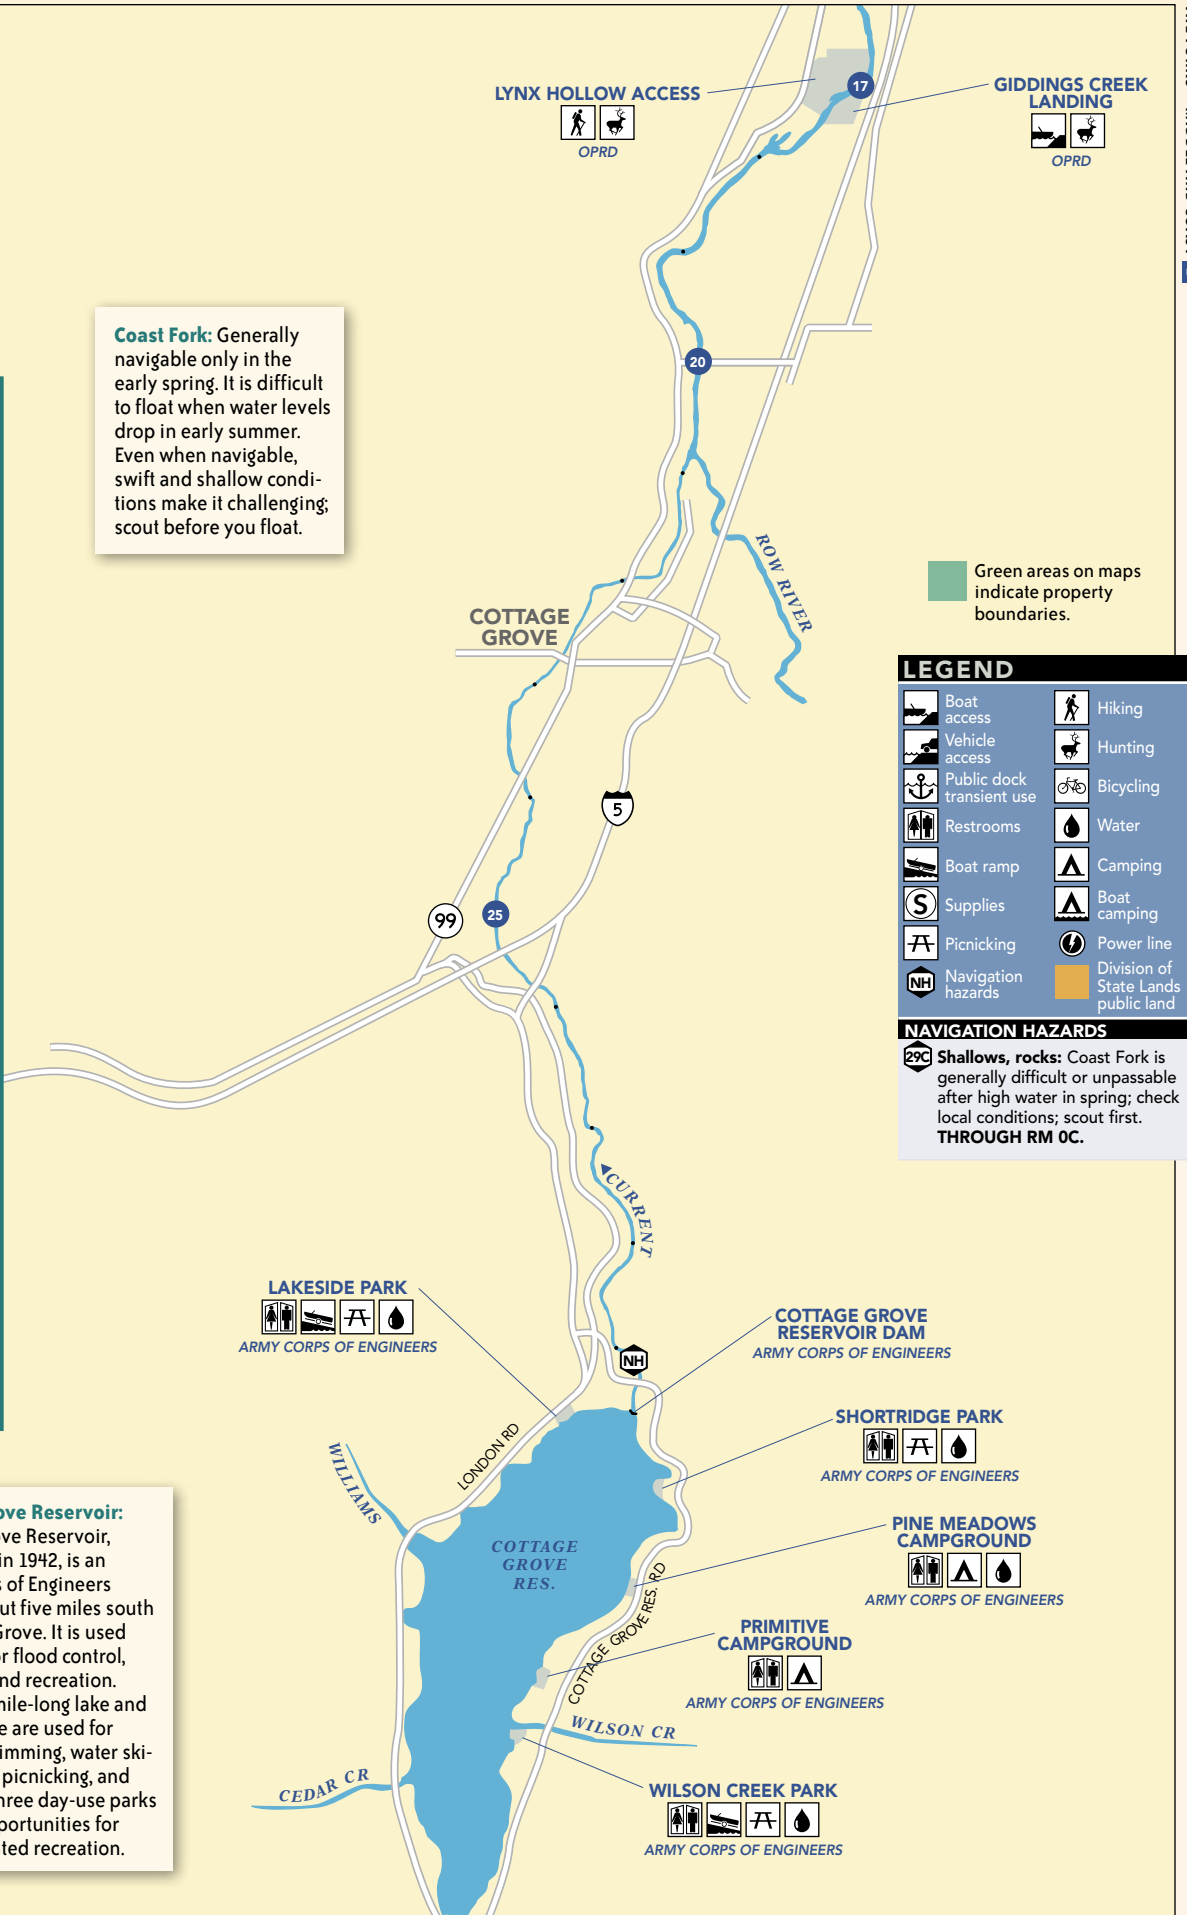 LYNX HOLLOW ACCESS
OPRD
17
GIDDINGS CREEK
LANDING
OPRD
Coast Fork: Generally
navigable only in the
early spring. It is difficult
to float when water levels
drop in early summer.
Even when navigable,
swift and shallow condi-
tions make it challenging;
scout before you float.
20
ROW RIVER
COTTAGE
GROVE
Green areas on maps
indicate property
boundaries.
LEGEND
Boat
access
Vehicle
access
Public dock
transient use
Restrooms
Boat ramp
S Supplies
Picnicking
NH Navigation
hazards
Hiking
Hunting
Bicycling
Water
Camping
Boat
camping
Power line
Division of
State Lands
public land
NAVIGATION HAZARDS
29C Shallows, rocks: Coast Fork is
generally difficult or unpassable
after high water in spring; check
local conditions; scout first.
THROUGH RM 0C.
5
99
25
CURRENT
LAKESIDE PARK
ARMY CORPS OF ENGINEERS
COTTAGE GROVE
RESERVOIR DAM
ARMY CORPS OF ENGINEERS
NH
SHORTRIDGE PARK
ARMY CORPS OF ENGINEERS
LONDON RD
WILLIAMS
COTTAGE
GROVE
RES.
PINE MEADOWS
CAMPGROUND
ARMY CORPS OF ENGINEERS
COTTAGE GROVE RES. RD
PRIMITIVE
CAMPGROUND
ARMY CORPS OF ENGINEERS
WILSON CR
CEDAR CR
WILSON CREEK PARK
ARMY CORPS OF ENGINEERS
ove Reservoir:
ove Reservoir,
in 1942, is an
s of Engineers
ut five miles south
Grove. It is used
or flood control,
nd recreation.
mile-long lake and
e are used for
imming, water ski-
picnicking, and
hree day-use parks
portunities for
ted recreation.